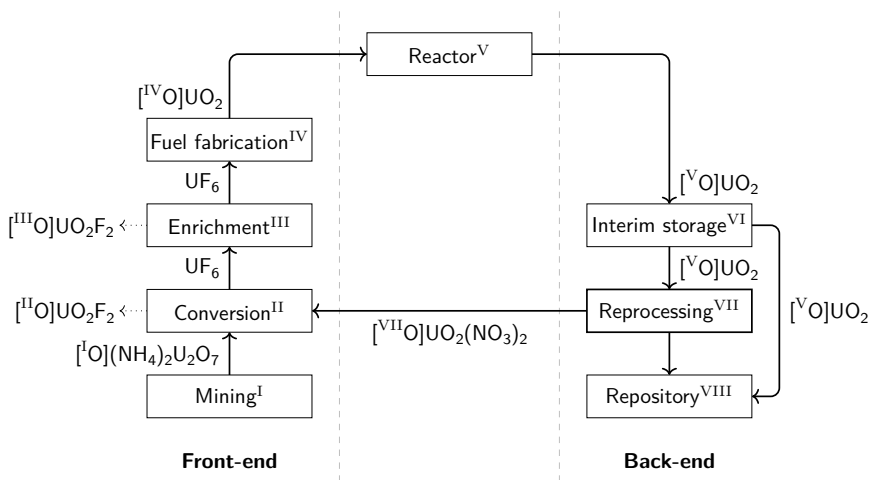 Reactor^V
[^IV O]UO₂
Fuel fabrication^IV
UF₆
[^V O]UO₂
[^III O]UO₂F₂
Enrichment^III
Interim storage^VI
UF₆
[^V O]UO₂
[^II O]UO₂F₂
Conversion^II
Reprocessing^VII
[^V O]UO₂
[^VII O]UO₂(NO₃)₂
[^I O](NH₄)₂U₂O₇
Mining^I
Repository^VIII
Front-end
Back-end